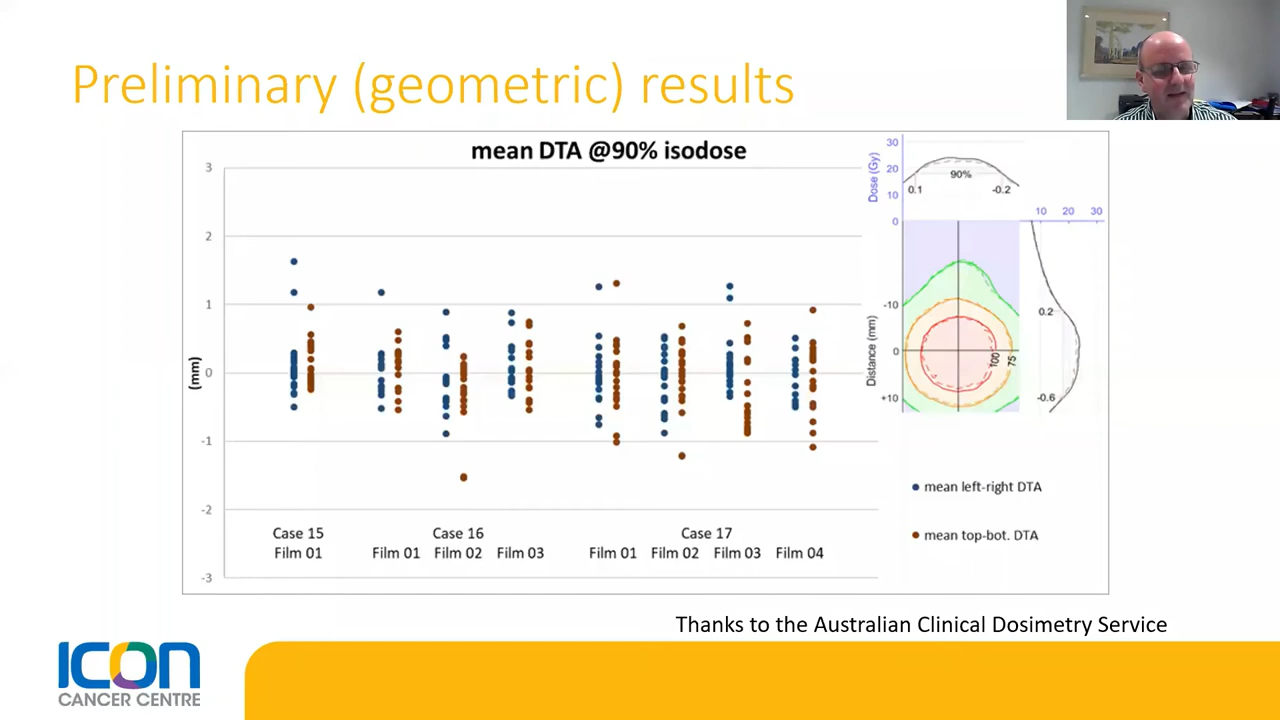 Preliminary (geometric) results
mean DTA @90% isodose
3
2
1
0
-1
-2
-3
(mm)
Case 15
Film 01
Case 16
Film 01 Film 02 Film 03
Case 17
Film 01 Film 02 Film 03 Film 04
Dose (Gy)
30
20
10
0
90%
0.1 -0.2
10 20 30
Distance (mm)
-10
0
+10
100
75
0.2
-0.6
mean left-right DTA
mean top-bot. DTA
Thanks to the Australian Clinical Dosimetry Service
ICON
CANCER CENTRE